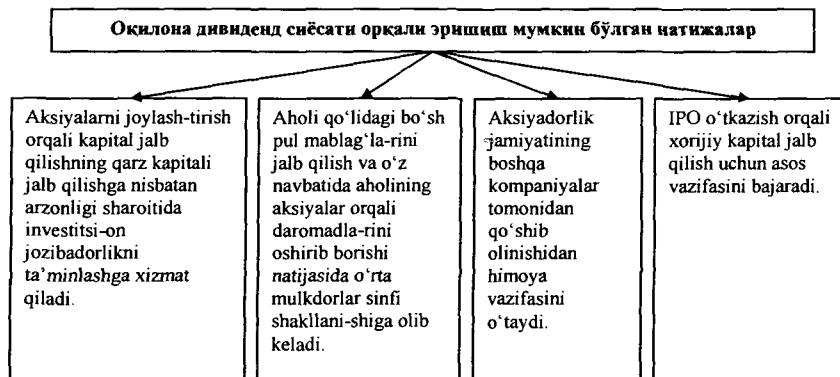 Оқилона дивиденд сиёсати орқали эришиш мумкин бўлган натижалар
Aksiyalarni joylash-tirish
orqali kapital jalb
qilishning qarz kapitali
jalb qilishga nisbatan
arzonligi sharoitida
investitsi-on
jozibadorlikni
ta’minlashga xizmat
qiladi.
Aholi qo‘lidagi bo‘sh
pul mablag‘la-rini
jalb qilish va o‘z
navbatida aholining
aksiyalar orqali
daromadla-rini
oshirib borishi
natijasida o‘rta
mulkdorlar sinfi
shakllani-shiga olib
keladi.
Aksiyadorlik
jamiyatining
boshqa
kompaniyalar
tomonidan
qo‘shib
olinishidan
himoya
vazifasini
o‘taydi.
IPO o‘tkazish orqali
xorijiy kapital jalb
qilish uchun asos
vazifasini bajaradi.